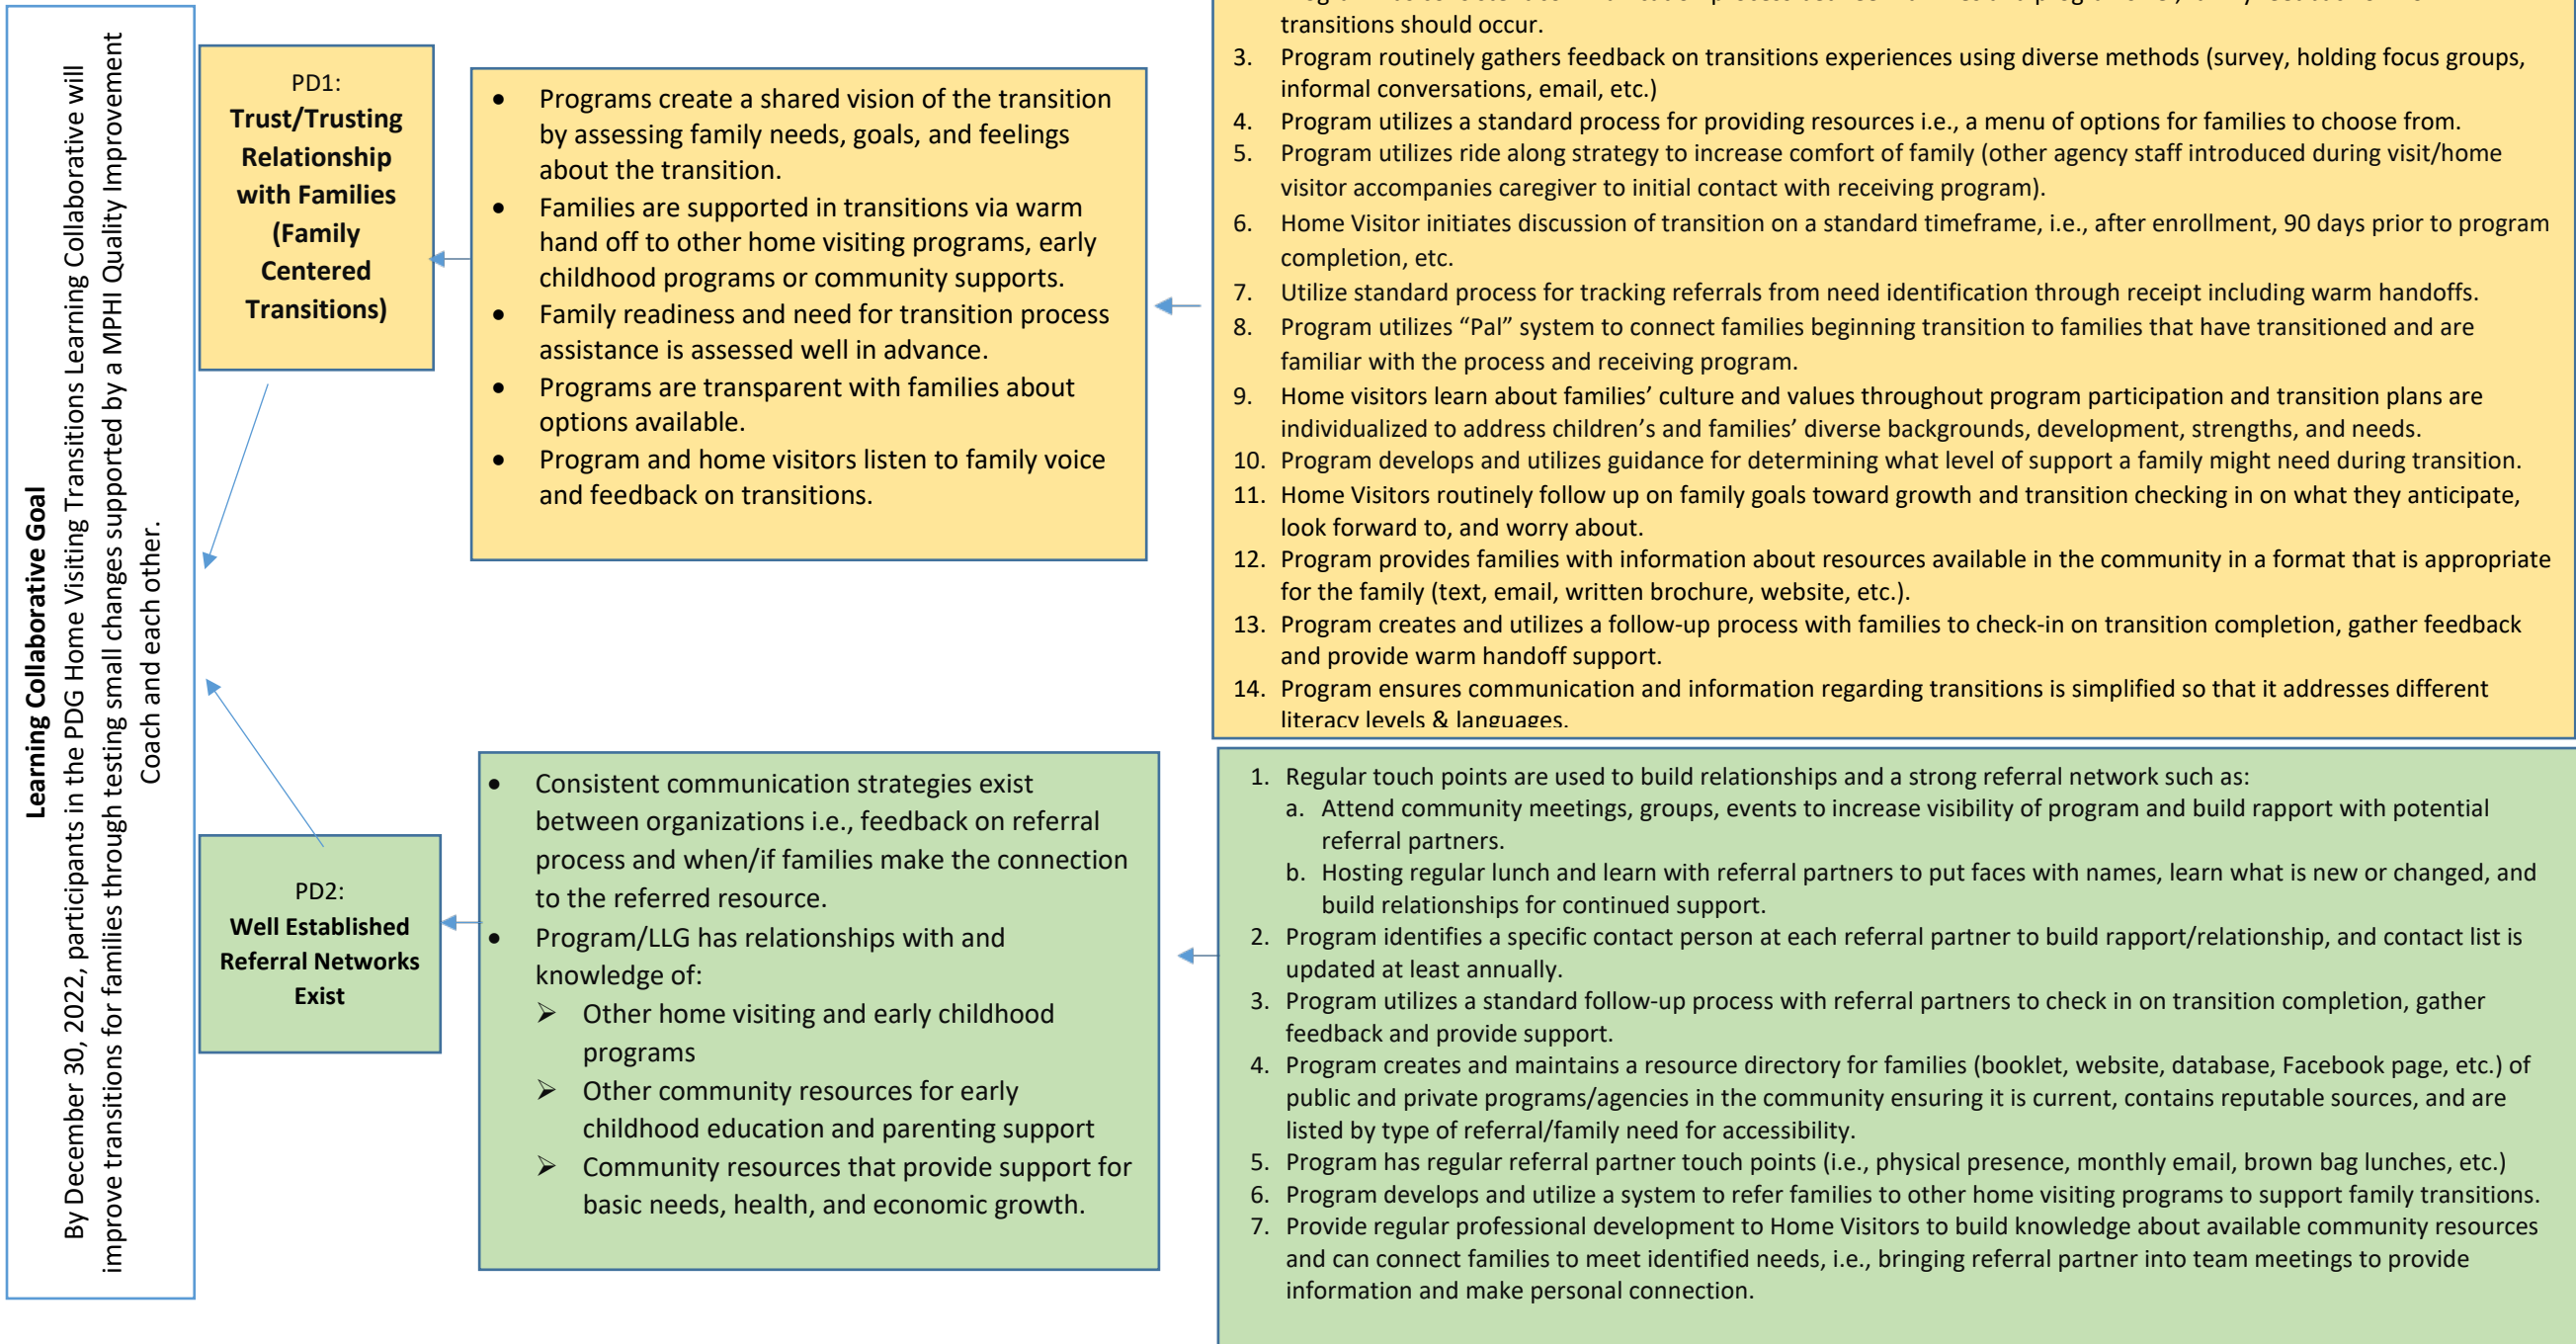 Learning Collaborative Goal
By December 30, 2022, participants in the PDG Home Visiting Transitions Learning Collaborative will
improve transitions for families through testing small changes supported by a MPHI Quality Improvement
Coach and each other.
PD1:
Trust/Trusting
Relationship
with Families
(Family
Centered
Transitions)
• Programs create a shared vision of the transition
by assessing family needs, goals, and feelings
about the transition.
• Families are supported in transitions via warm
hand off to other home visiting programs, early
childhood programs or community supports.
• Family readiness and need for transition process
assistance is assessed well in advance.
• Programs are transparent with families about
options available.
• Program and home visitors listen to family voice
and feedback on transitions.
transitions should occur.
3. Program routinely gathers feedback on transitions experiences using diverse methods (survey, holding focus groups,
informal conversations, email, etc.)
4. Program utilizes a standard process for providing resources i.e., a menu of options for families to choose from.
5. Program utilizes ride along strategy to increase comfort of family (other agency staff introduced during visit/home
visitor accompanies caregiver to initial contact with receiving program).
6. Home Visitor initiates discussion of transition on a standard timeframe, i.e., after enrollment, 90 days prior to program
completion, etc.
7. Utilize standard process for tracking referrals from need identification through receipt including warm handoffs.
8. Program utilizes “Pal” system to connect families beginning transition to families that have transitioned and are
familiar with the process and receiving program.
9. Home visitors learn about families’ culture and values throughout program participation and transition plans are
individualized to address children’s and families’ diverse backgrounds, development, strengths, and needs.
10. Program develops and utilizes guidance for determining what level of support a family might need during transition.
11. Home Visitors routinely follow up on family goals toward growth and transition checking in on what they anticipate,
look forward to, and worry about.
12. Program provides families with information about resources available in the community in a format that is appropriate
for the family (text, email, written brochure, website, etc.).
13. Program creates and utilizes a follow-up process with families to check-in on transition completion, gather feedback
and provide warm handoff support.
14. Program ensures communication and information regarding transitions is simplified so that it addresses different
literacy levels & languages.
PD2:
Well Established
Referral Networks
Exist
• Consistent communication strategies exist
between organizations i.e., feedback on referral
process and when/if families make the connection
to the referred resource.
• Program/LLG has relationships with and
knowledge of:
➢ Other home visiting and early childhood
programs
➢ Other community resources for early
childhood education and parenting support
➢ Community resources that provide support for
basic needs, health, and economic growth.
1. Regular touch points are used to build relationships and a strong referral network such as:
a. Attend community meetings, groups, events to increase visibility of program and build rapport with potential
referral partners.
b. Hosting regular lunch and learn with referral partners to put faces with names, learn what is new or changed, and
build relationships for continued support.
2. Program identifies a specific contact person at each referral partner to build rapport/relationship, and contact list is
updated at least annually.
3. Program utilizes a standard follow-up process with referral partners to check in on transition completion, gather
feedback and provide support.
4. Program creates and maintains a resource directory for families (booklet, website, database, Facebook page, etc.) of
public and private programs/agencies in the community ensuring it is current, contains reputable sources, and are
listed by type of referral/family need for accessibility.
5. Program has regular referral partner touch points (i.e., physical presence, monthly email, brown bag lunches, etc.)
6. Program develops and utilize a system to refer families to other home visiting programs to support family transitions.
7. Provide regular professional development to Home Visitors to build knowledge about available community resources
and can connect families to meet identified needs, i.e., bringing referral partner into team meetings to provide
information and make personal connection.